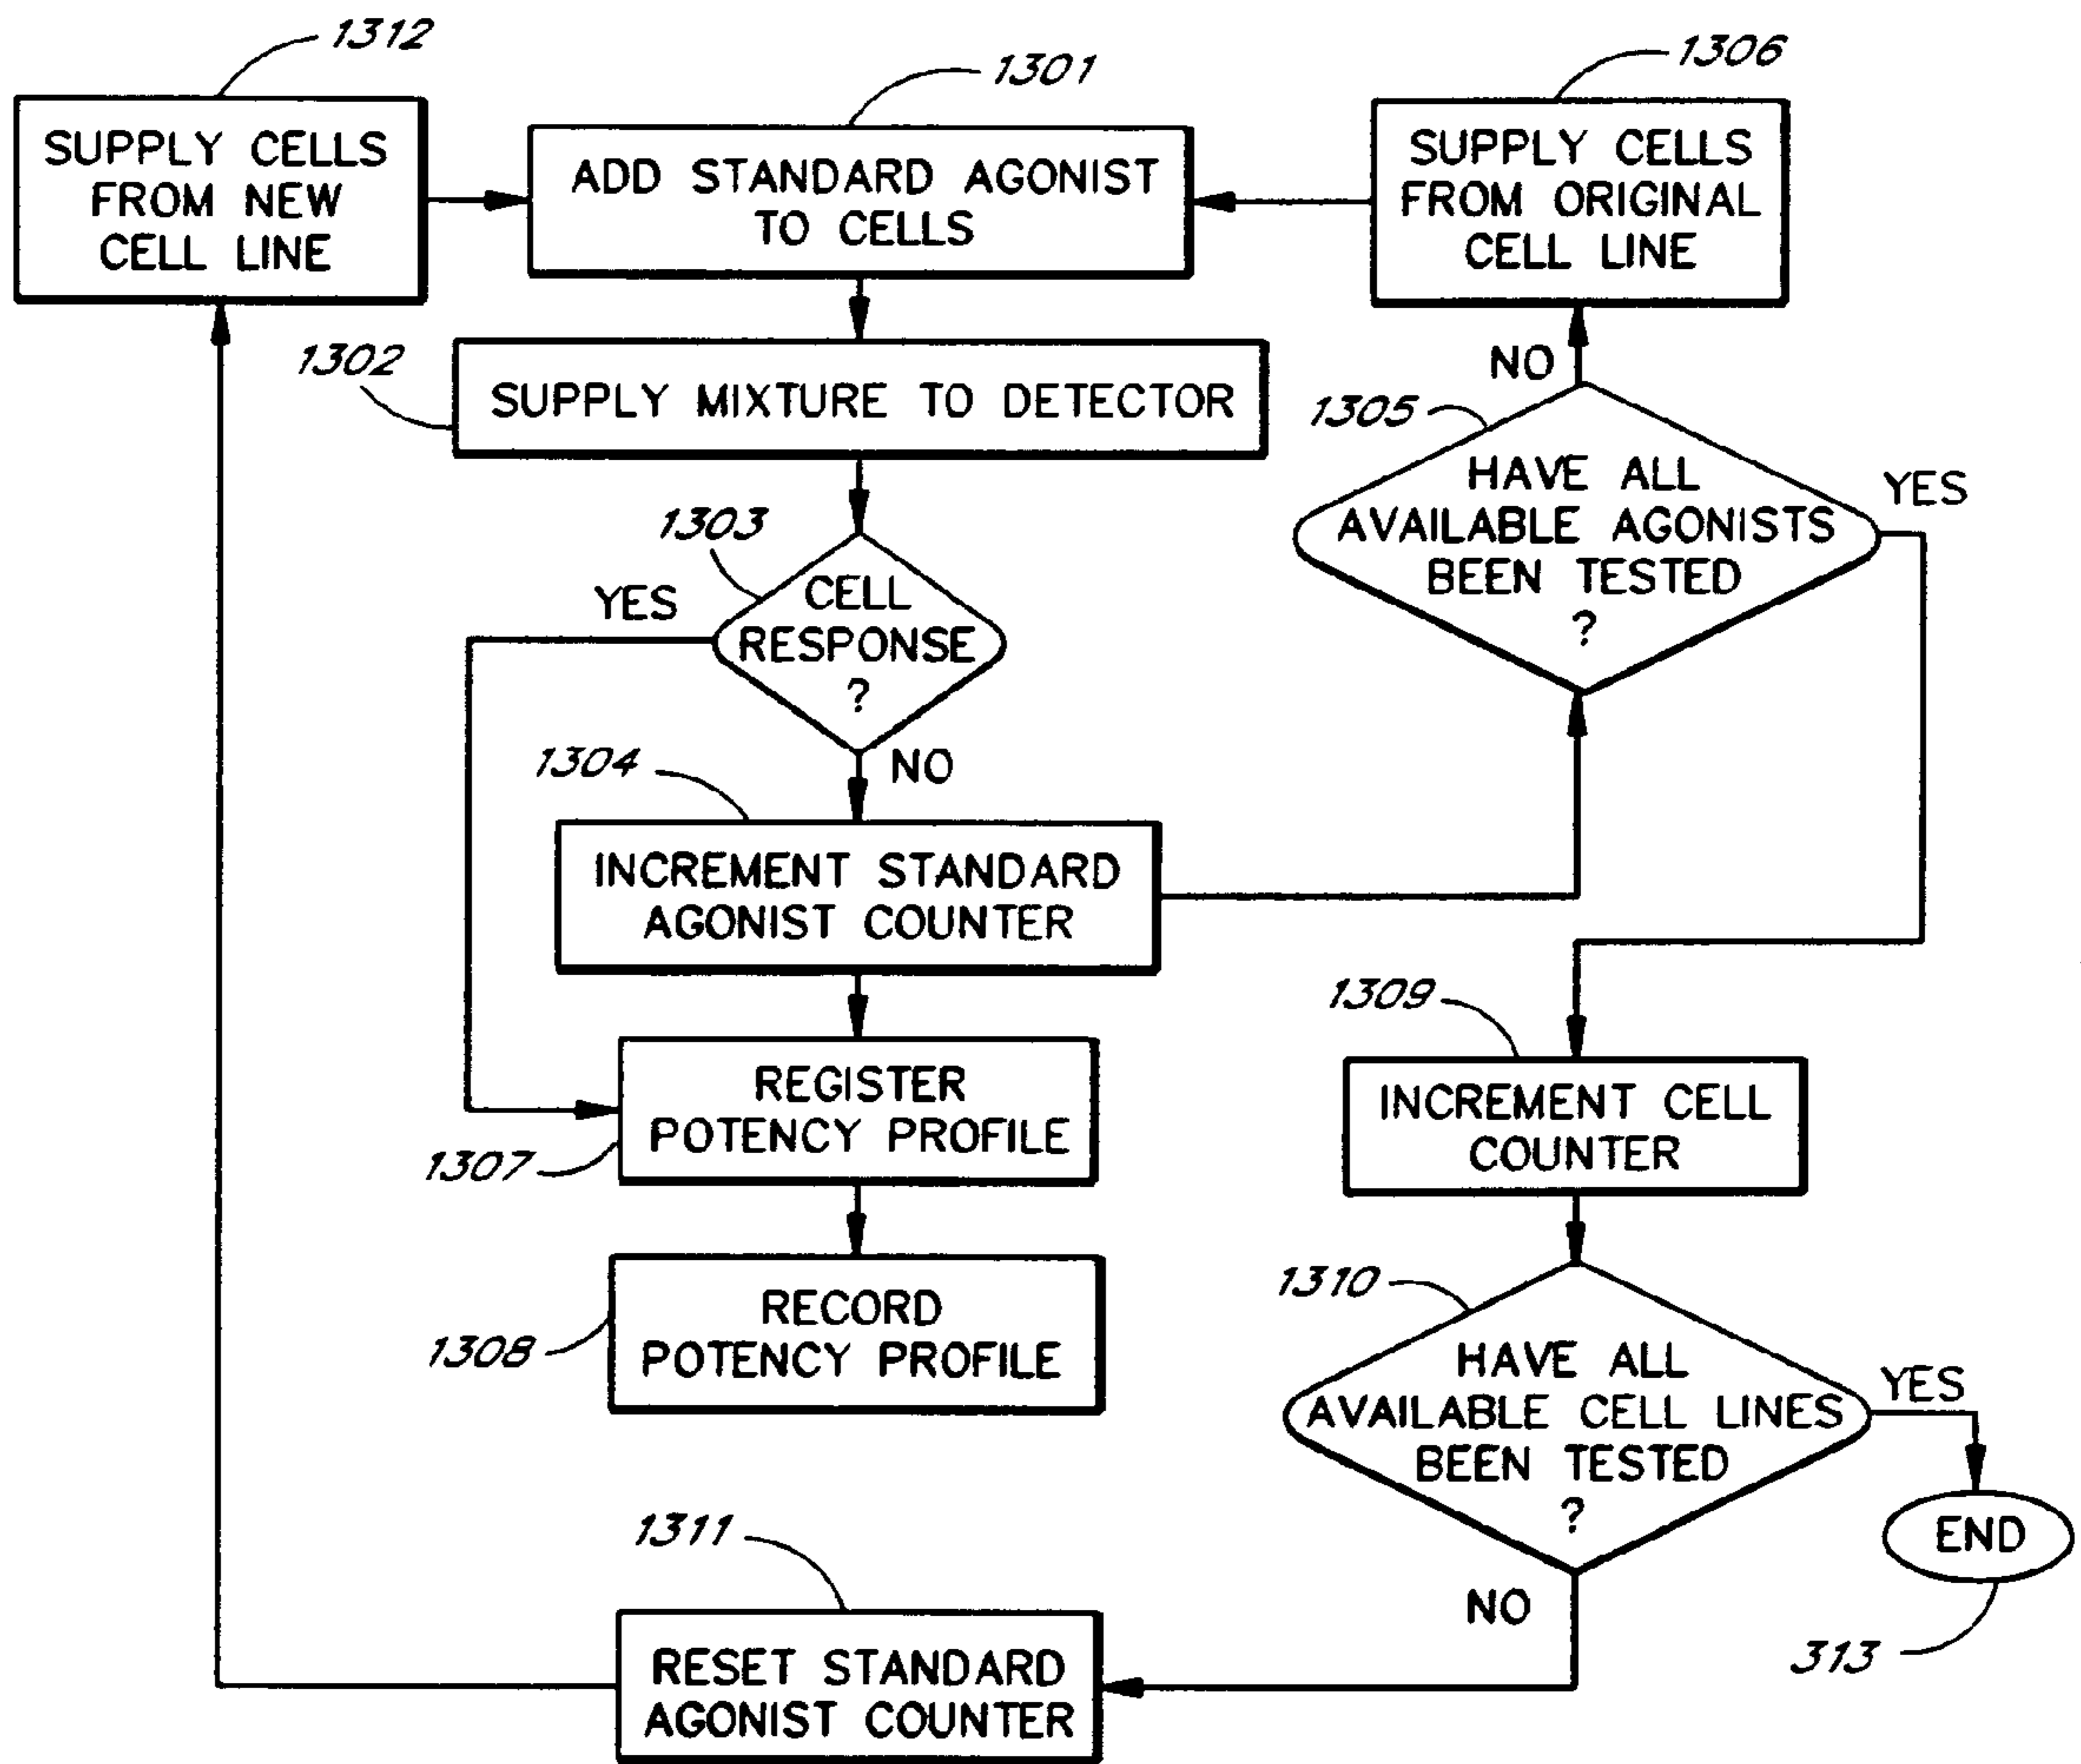 1312
SUPPLY CELLS
FROM NEW
CELL LINE
1301
ADD STANDARD AGONIST
TO CELLS
1306
SUPPLY CELLS
FROM ORIGINAL
CELL LINE
1302
SUPPLY MIXTURE TO DETECTOR
NO
1305
HAVE ALL
AVAILABLE AGONISTS
BEEN TESTED
?
YES
1303
YES
CELL
RESPONSE
?
NO
1304
INCREMENT STANDARD
AGONIST COUNTER
REGISTER
POTENCY PROFILE
1307
RECORD
POTENCY PROFILE
1308
1309
INCREMENT CELL
COUNTER
1310
HAVE ALL
AVAILABLE CELL LINES
BEEN TESTED
?
YES
END
313
NO
1311
RESET STANDARD
AGONIST COUNTER